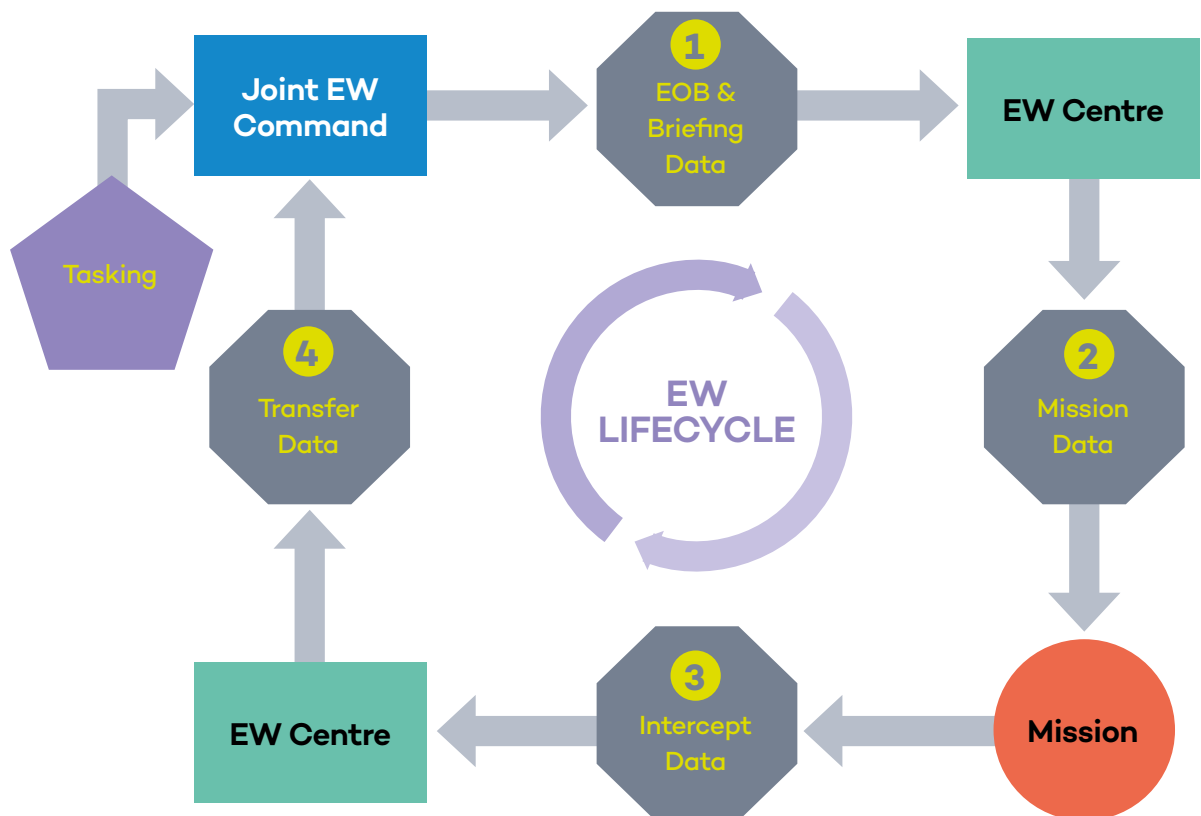 Joint EW
Command
1
EOB &
Briefing
Data
EW Centre
Tasking
4
Transfer
Data
EW
LIFECYCLE
2
Mission
Data
EW Centre
3
Intercept
Data
Mission